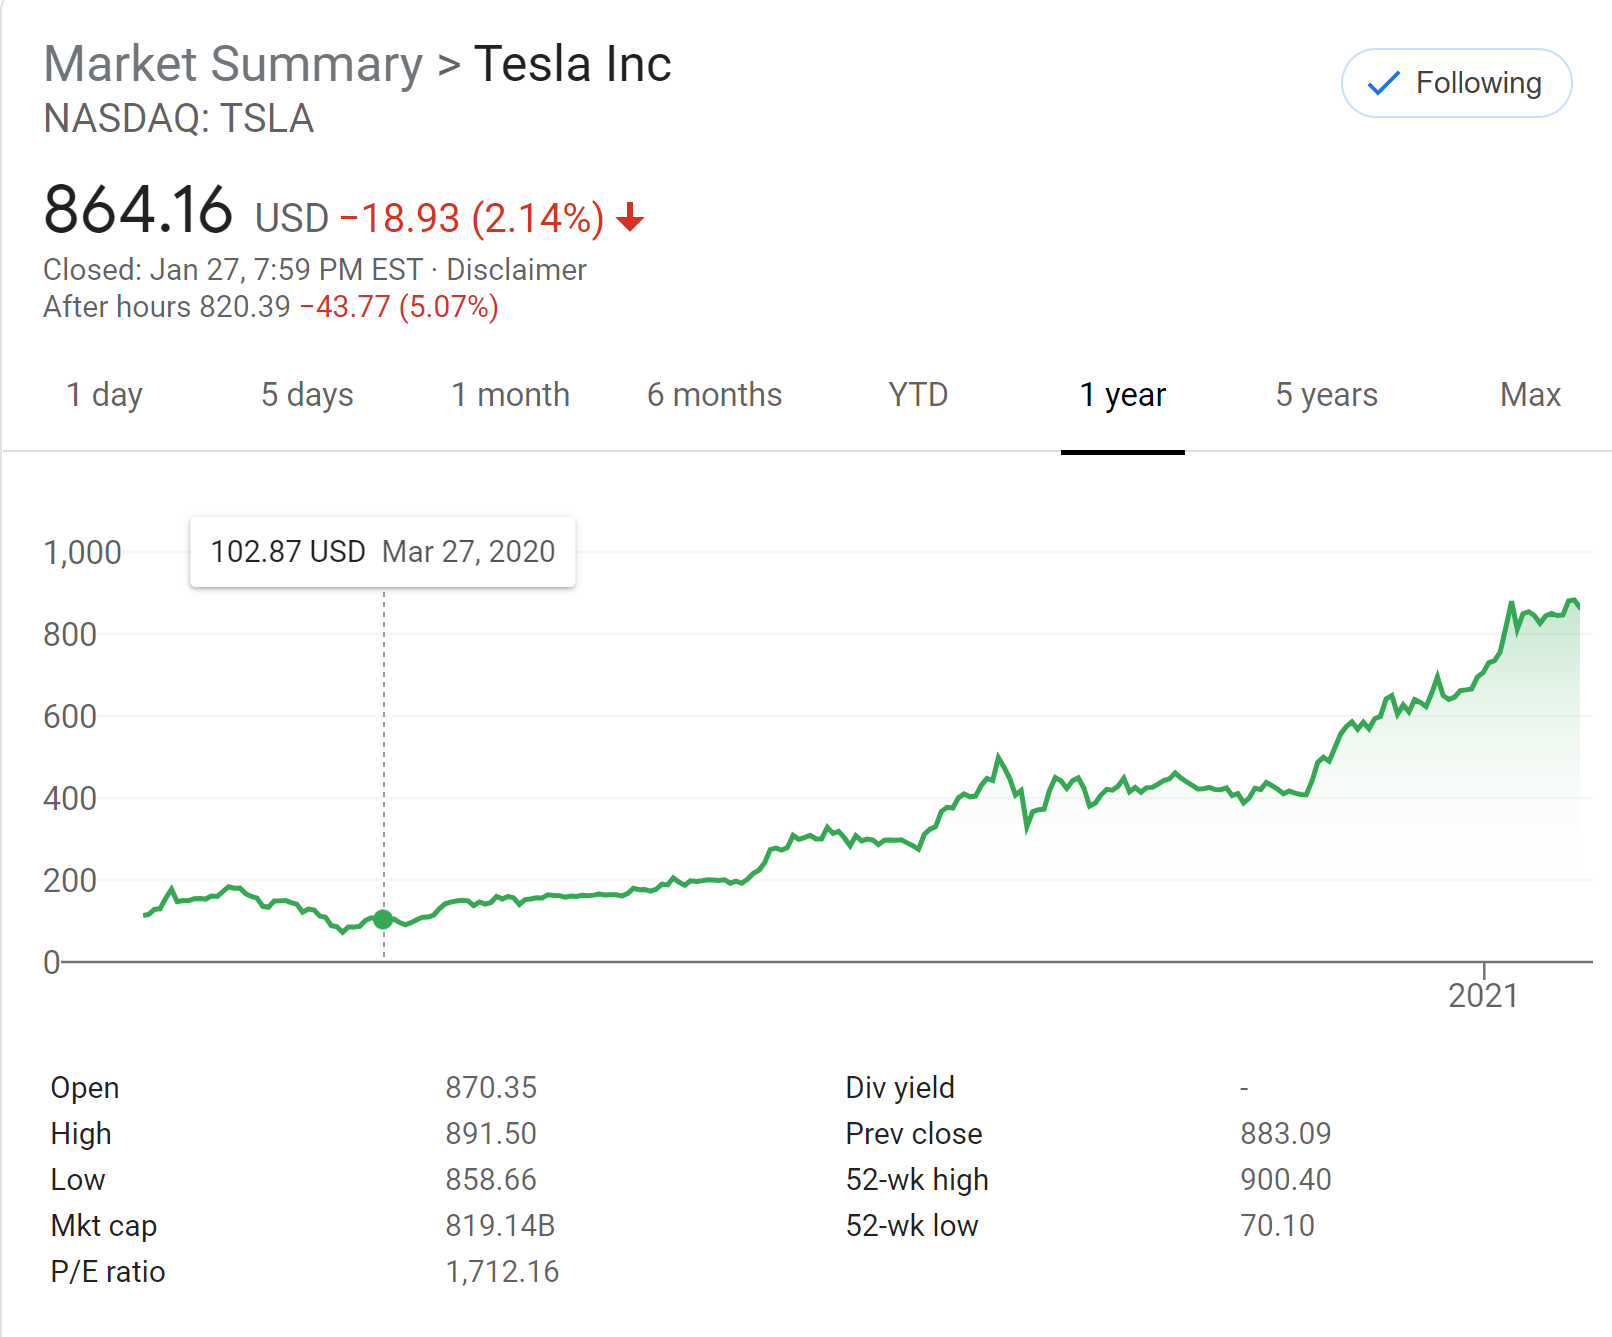 Market Summary > Tesla Inc
Following
NASDAQ: TSLA
864.16 USD −18.93 (2.14%)
Closed: Jan 27, 7:59 PM EST · Disclaimer
After hours 820.39 −43.77 (5.07%)
1 day 5 days 1 month 6 months YTD 1 year 5 years Max
102.87 USD Mar 27, 2020
1,000
800
600
400
200
0
2021
Open 870.35 Div yield -
High 891.50 Prev close 883.09
Low 858.66 52-wk high 900.40
Mkt cap 819.14B 52-wk low 70.10
P/E ratio 1,712.16